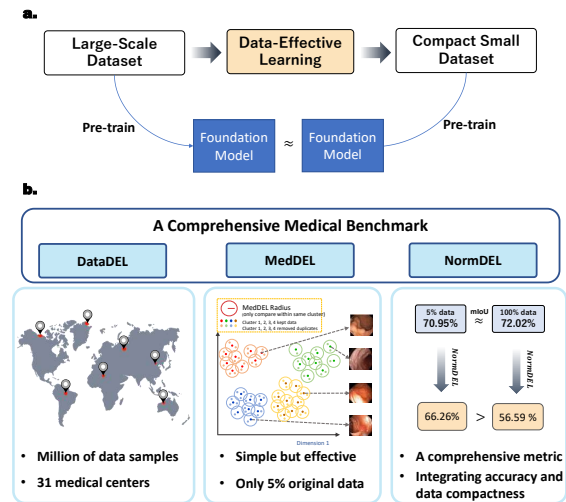 a.
Large-Scale
Dataset
Data-Effective
Learning
Compact Small
Dataset
Pre-train
Pre-train
Foundation
Model
≈
Foundation
Model
b.
A Comprehensive Medical Benchmark
DataDEL
MedDEL
NormDEL
MedDEL Radius
(only compare within same cluster)
Cluster 1, 2, 3, 4 kept data
Cluster 1, 2, 3, 4 removed duplicates
Dimension 1
5% data
70.95%
mIoU
≈
100% data
72.02%
NormDEL
NormDEL
66.26%
>
56.59 %
• Million of data samples
• 31 medical centers
• Simple but effective
• Only 5% original data
• A comprehensive metric
• Integrating accuracy and
data compactness